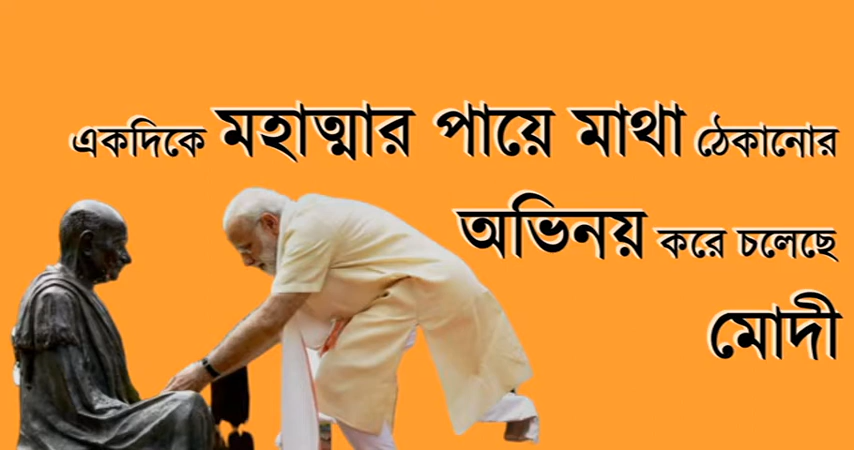 একদিকে মহাত্মার পায়ে মাথা ঠেকানোর
অভিনয় করে চলেছে
মোদী